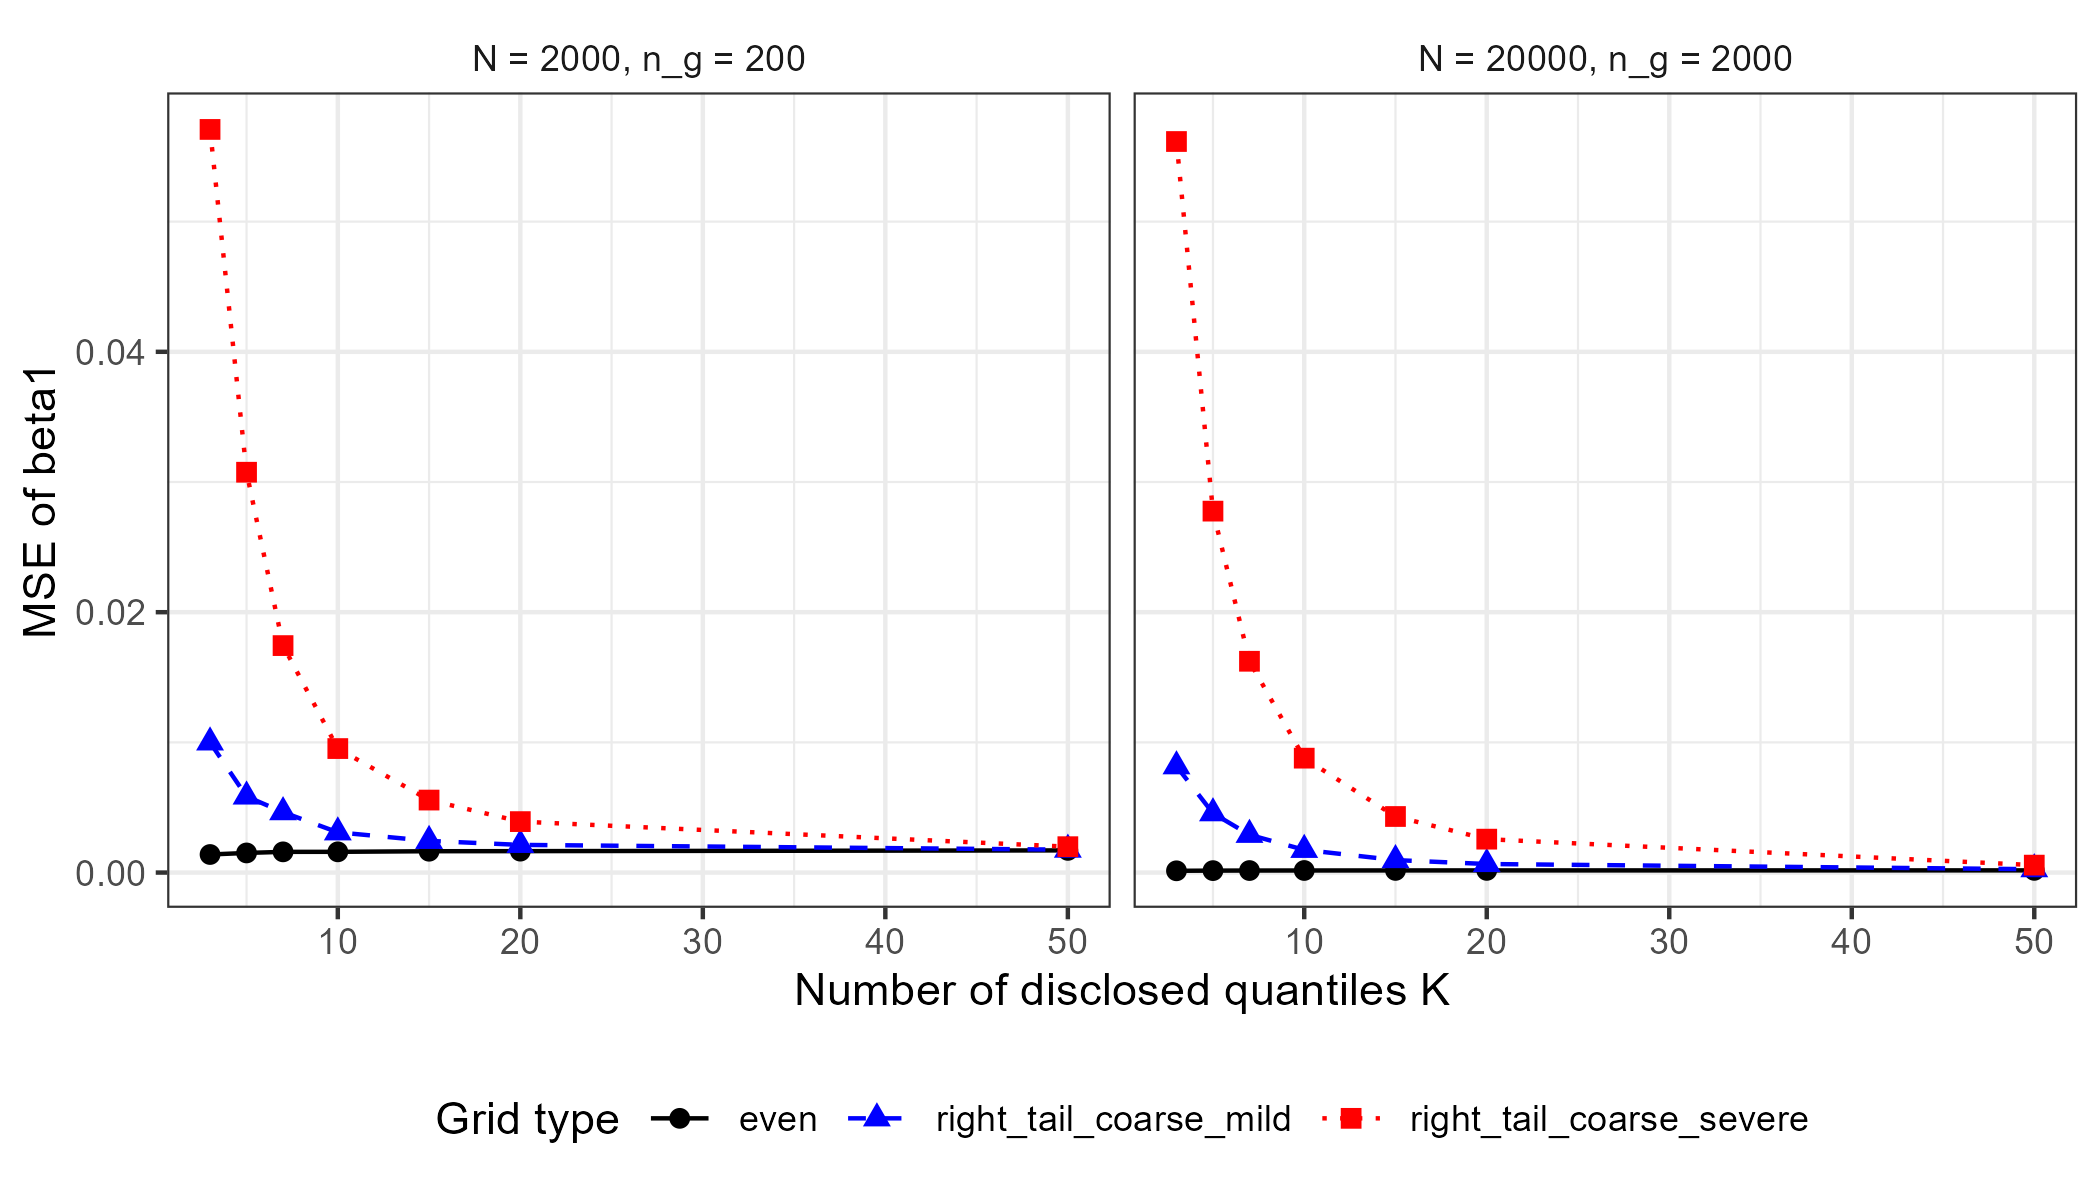 N = 2000, n_g = 200
N = 20000, n_g = 2000
MSE of beta1
0.04
0.02
0.00
10 20 30 40 50
10 20 30 40 50
Number of disclosed quantiles K
Grid type even right_tail_coarse_mild right_tail_coarse_severe